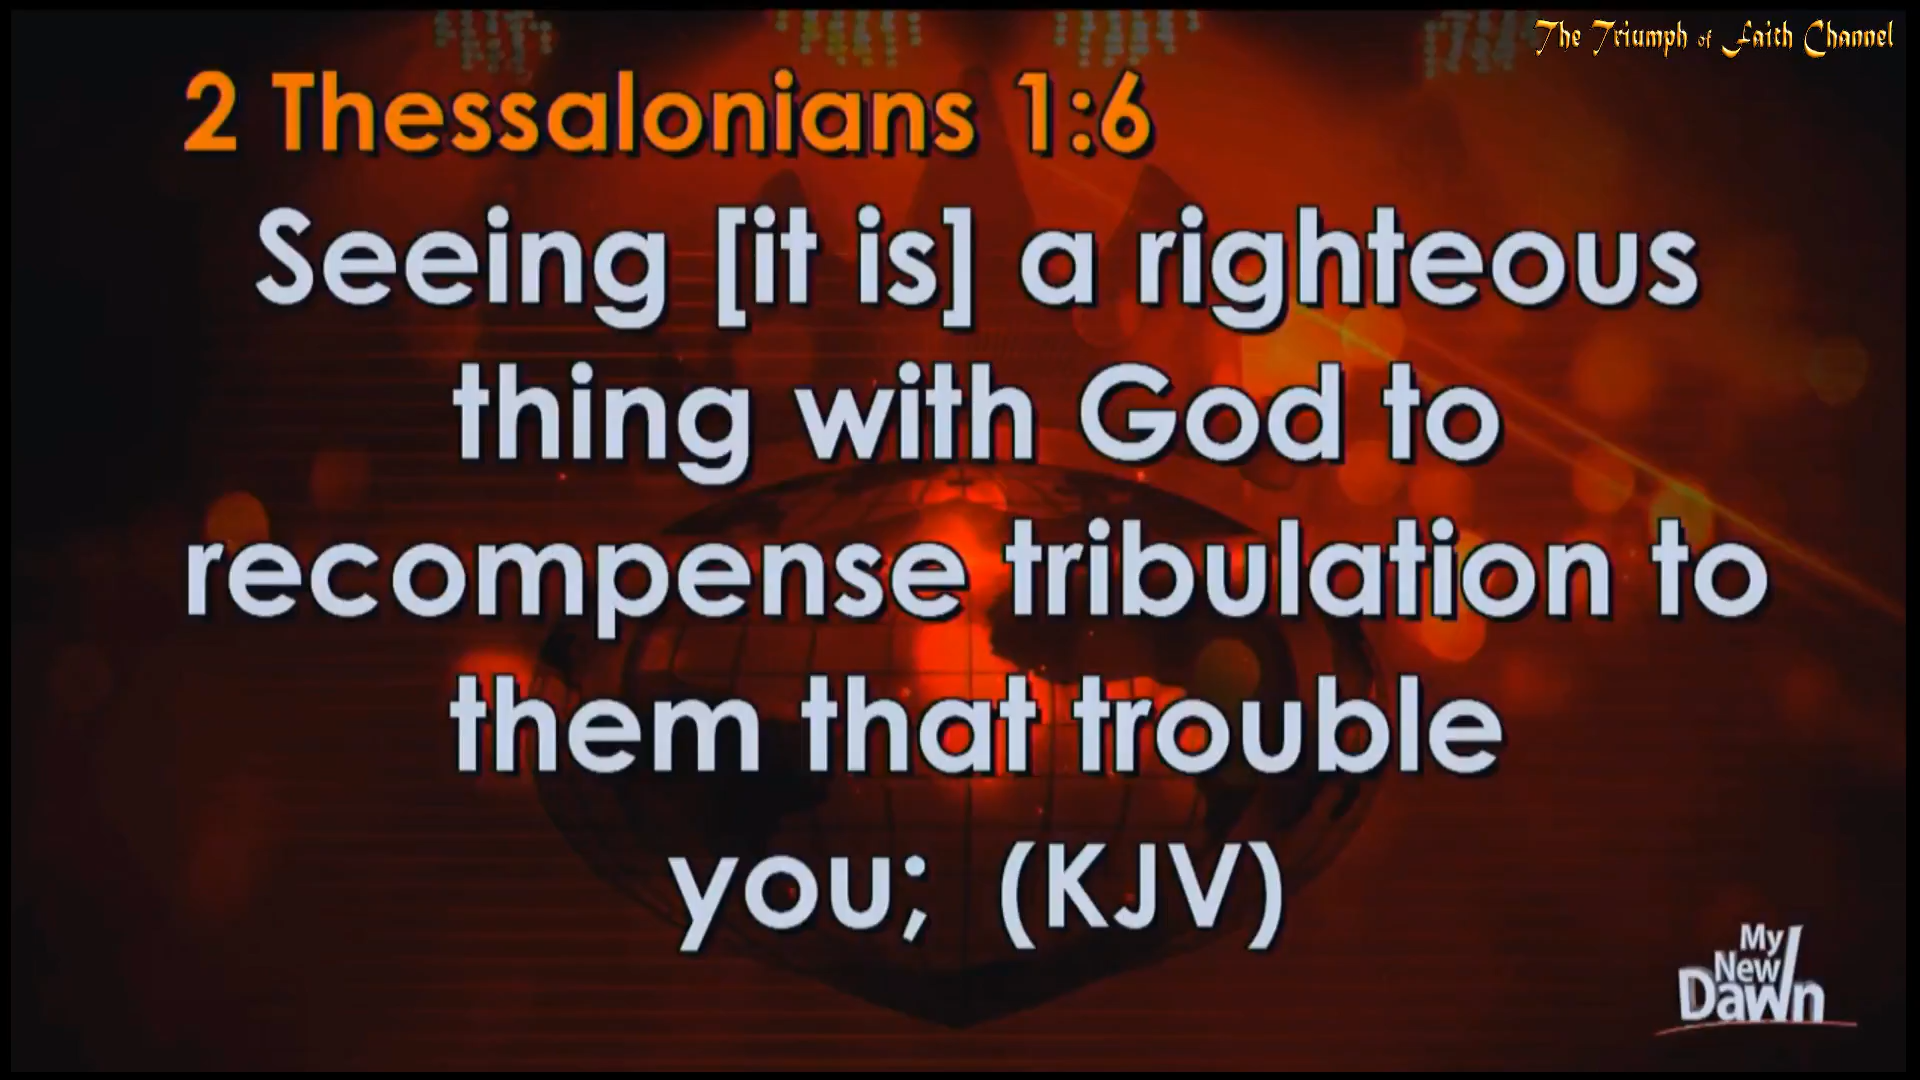 The Triumph of Faith Channel
2 Thessalonians 1:6
Seeing [it is] a righteous
thing with God to
recompense tribulation to
them that trouble
you; (KJV)
My
New
Dawn